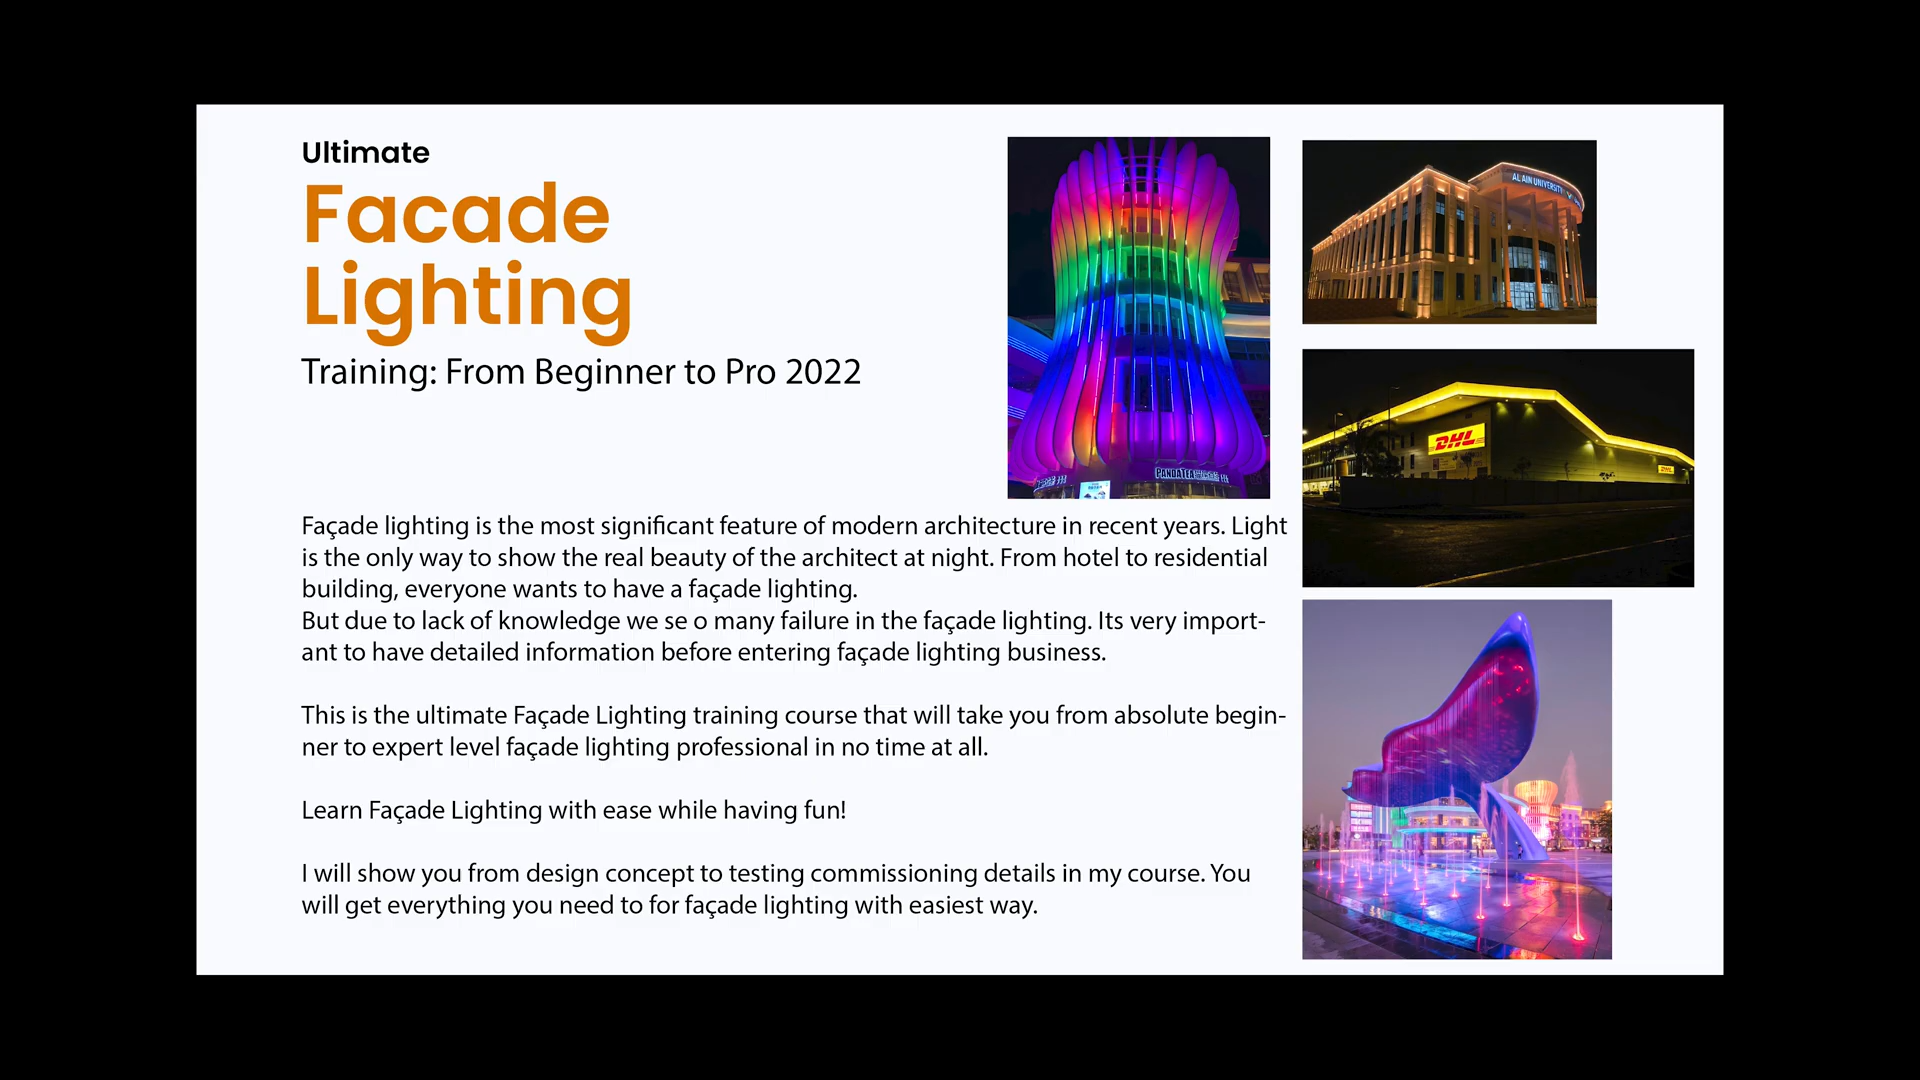 Ultimate
Facade
Lighting
Training: From Beginner to Pro 2022
Façade lighting is the most significant feature of modern architecture in recent years. Light
is the only way to show the real beauty of the architect at night. From hotel to residential
building, everyone wants to have a façade lighting.
But due to lack of knowledge we se o many failure in the façade lighting. Its very import-
ant to have detailed information before entering façade lighting business.
This is the ultimate Façade Lighting training course that will take you from absolute begin-
ner to expert level façade lighting professional in no time at all.
Learn Façade Lighting with ease while having fun!
I will show you from design concept to testing commissioning details in my course. You
will get everything you need to for façade lighting with easiest way.
PANDATEA
AL AIN UNIVERSITY
DHL
DHL